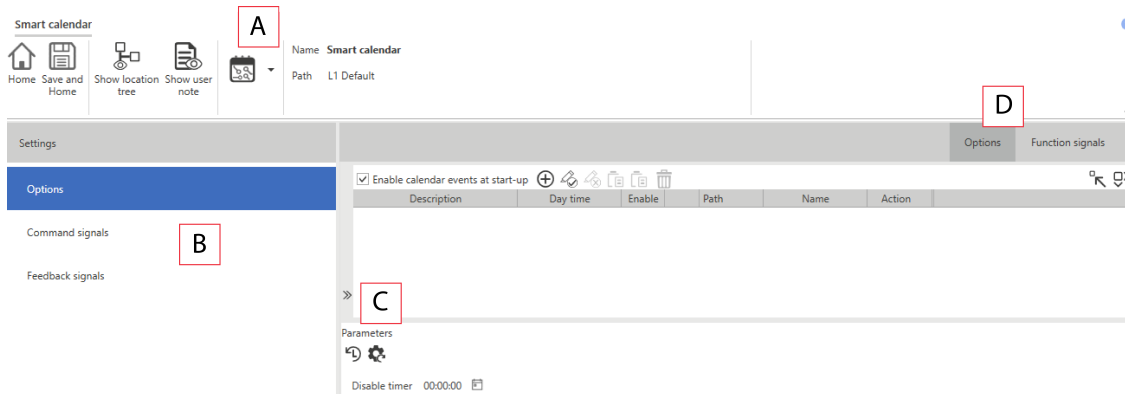 Smart calendar
A
Name Smart calendar
Path L1 Default
Home Save and Home Show location tree Show user note
D
Settings
Options Function signals
Options
Enable calendar events at start-up
Description Day time Enable Path Name Action
Command signals
B
Feedback signals
C
Parameters
Disable timer 00:00:00